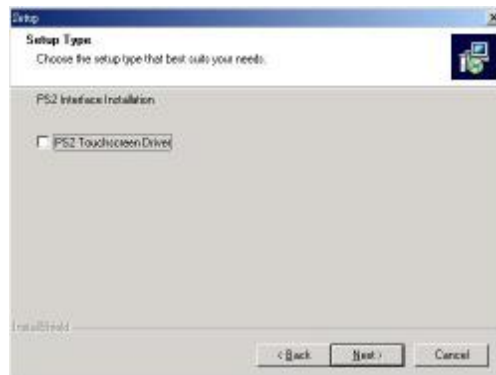 Setup
Setup Type
Choose the setup type that best suits your needs.
PS2 Interface Installation
PS2 Touchscreen Driver
InstallShield
< Back
Next >
Cancel